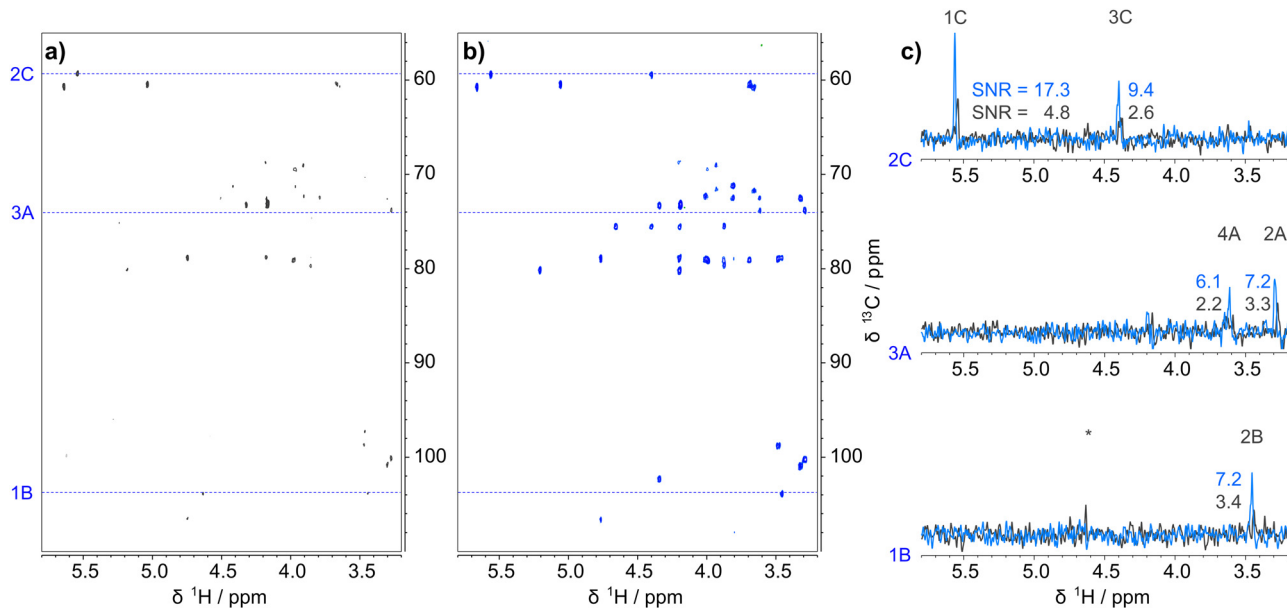 a)
2C
3A
1B
60
70
80
90
100
5.5 5.0 4.5 4.0 3.5
δ ¹H / ppm
b)
60
70
80
90
100
δ ¹³C / ppm
5.5 5.0 4.5 4.0 3.5
δ ¹H / ppm
c)
1C 3C
SNR = 17.3 9.4
SNR = 4.8 2.6
2C
5.5 5.0 4.5 4.0 3.5
4A 2A
6.1 7.2
2.2 3.3
3A
5.5 5.0 4.5 4.0 3.5
* 2B
7.2
3.4
1B
5.5 5.0 4.5 4.0 3.5
δ ¹H / ppm